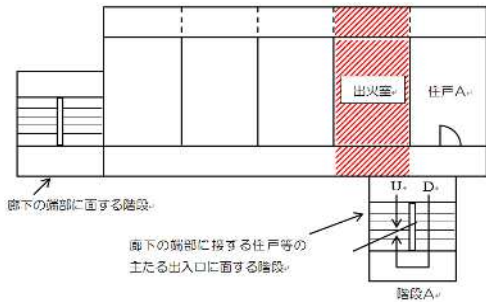 出火室
住戸A
廊下の端部に面する階段
U
D
廊下の端部に接する住戸等の
主たる出入口に面する階段
階段A